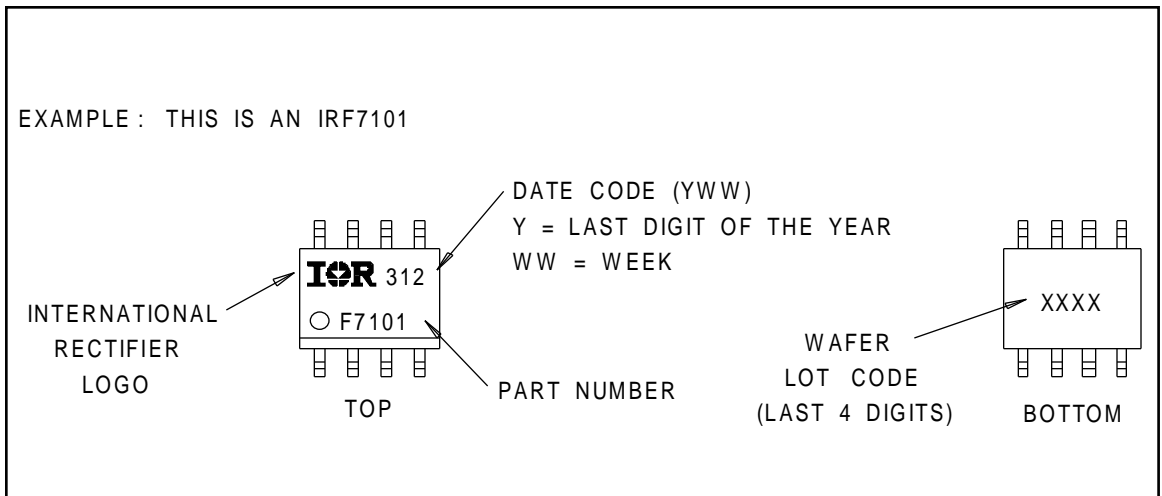 EXAMPLE : THIS IS AN IRF7101
DATE CODE (YWW)
Y = LAST DIGIT OF THE YEAR
WW = WEEK
IOR 312
F7101
INTERNATIONAL
RECTIFIER
LOGO
TOP
PART NUMBER
XXXX
WAFER
LOT CODE
(LAST 4 DIGITS)
BOTTOM